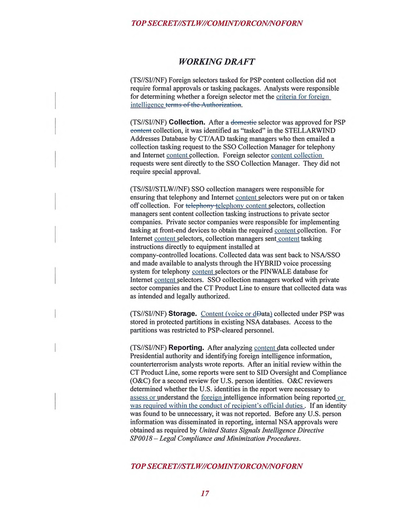 TOP SECRET//STLW//COMINT/ORCON/NOFORN
WORKING DRAFT
(TS//SI//NF) Foreign selectors for PSP content collection did not
require formal approvals or tasking packages. Analysts were responsible
for determining whether a foreign selector met the criteria for foreign
intelligence terms of the Authorization.
(TS//SI//NF) Collection. After a domestic selector was approved for PSP
content collection, it was identified as "tasked" in the STELLARWIND
Addresses Database by CT/AAD tasking managers who then emailed a
collection tasking request to the SSO Collection Manager for telephony
and Internet content collection. Foreign selector content collection
requests were sent directly to the SSO Collection Manager. They did not
require special approval.
(TS//SI//STLW//NF) SSO collection managers were responsible for
ensuring that telephony and Internet content selectors were put on or taken
off collection. For telephony telephony content selectors, collection
managers sent content collection tasking instructions to private sector
companies. Private sector companies were responsible for implementing
tasking at front-end devices to obtain the required content collection. For
Internet content selectors, collection managers sent content tasking
instructions directly to equipment installed at
company-controlled locations. Collected data was sent back to NSA/SSO
and made available to analysts through the HYBRID voice processing
system for telephony content selectors or the PINWALE database for
Internet content selectors. SSO collection managers worked with private
sector companies and the CT Product Line to ensure that collected data was
as intended and legally authorized.
(TS//SI//NF) Storage. Content (voice or dData) collected under PSP was
stored in protected partitions in existing NSA databases. Access to the
partitions was restricted to PSP-cleared personnel.
(TS//SI//NF) Reporting. After analyzing content data collected under
Presidential authority and identifying foreign intelligence information,
counterterrorism analysts wrote reports. After an initial review within the
CT Product Line, some reports were sent to SID Oversight and Compliance
(O&C) for a second review for U.S. person identities. O&C reviewers
determined whether the U.S. identities in the report were necessary to
assess or understand the foreign intelligence information being reported or
was required within the conduct of recipient's official duties . If an identity
was found to be unnecessary, it was not reported. Before any U.S. person
information was disseminated in reporting, internal NSA approvals were
obtained as required by United States Signals Intelligence Directive
SP0018 – Legal Compliance and Minimization Procedures.
TOP SECRET//STLW//COMINT/ORCON/NOFORN
17